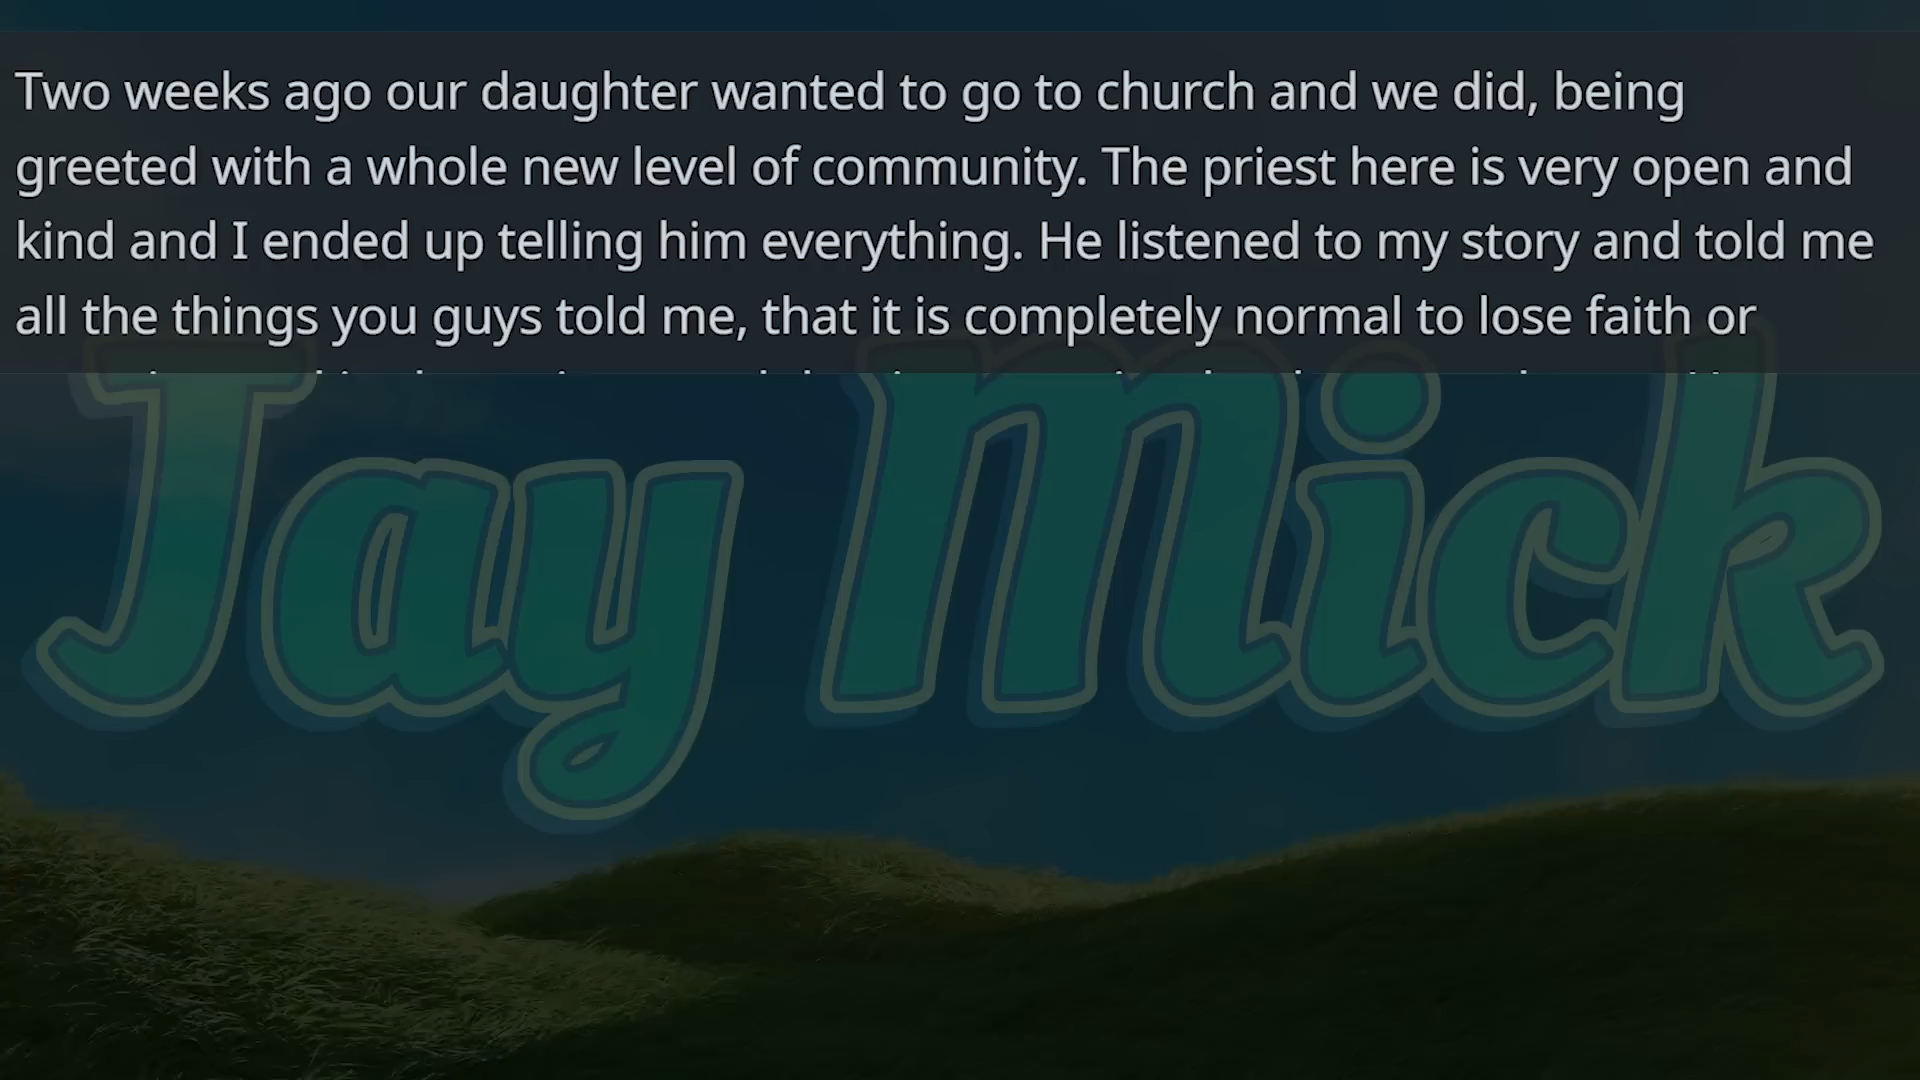 Two weeks ago our daughter wanted to go to church and we did, being
greeted with a whole new level of community. The priest here is very open and
kind and I ended up telling him everything. He listened to my story and told me
all the things you guys told me, that it is completely normal to lose faith or
Jay Mick